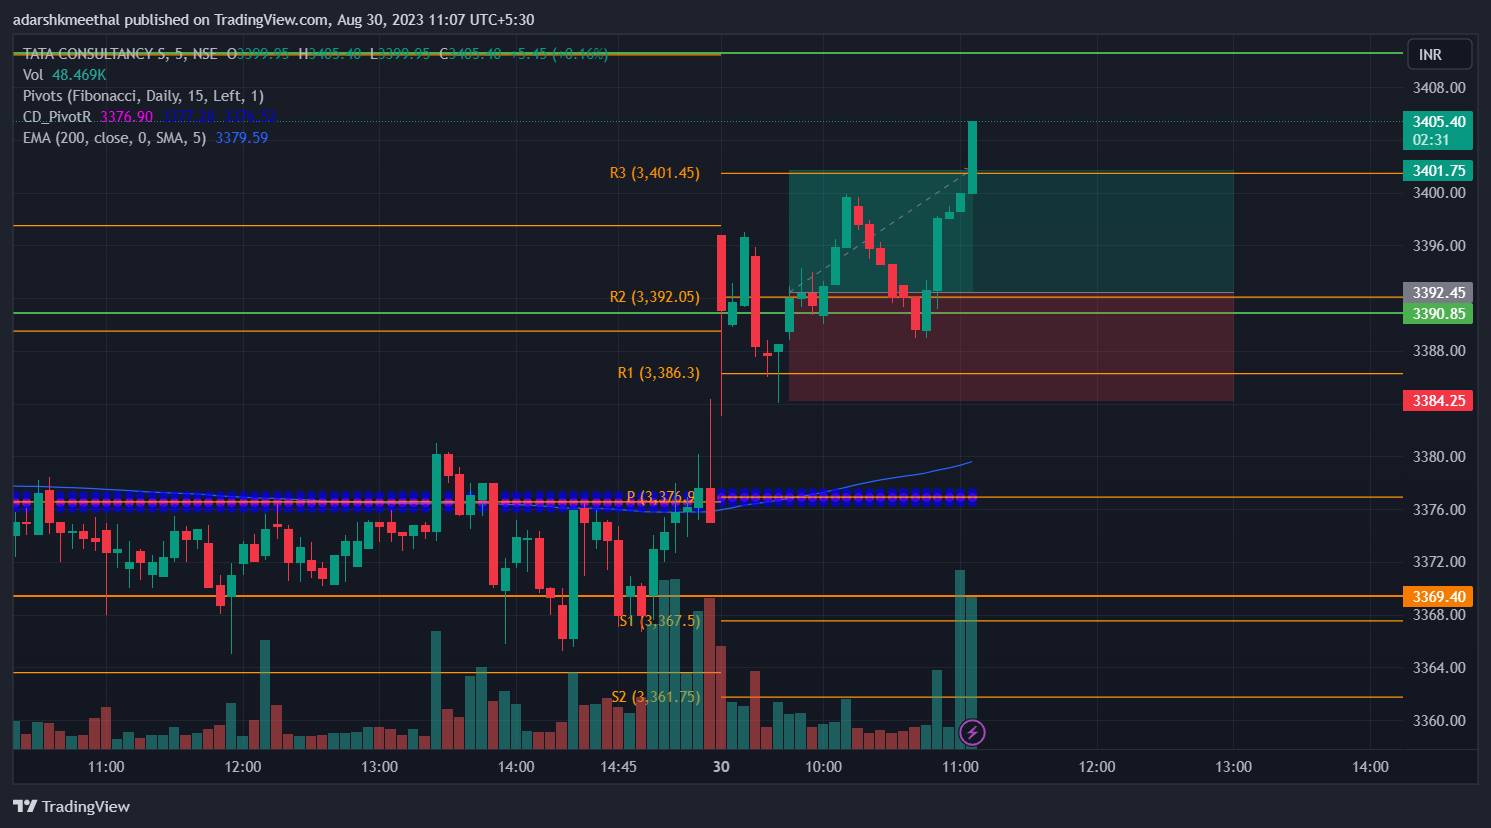 adarshkmeethal published on TradingView.com, Aug 30, 2023 11:07 UTC+5:30
TATA CONSULTANCY S, 5, NSE O3399.95 H3405.40 L3399.95 C3405.40 +5.45 (+0.16%)
INR
Vol 48.469K
Pivots (Fibonacci, Daily, 15, Left, 1)
3408.00
CD_PivotR 3376.90
3405.40
EMA (200, close, 0, SMA, 5) 3379.59
02:31
R3 (3,401.45)
3401.75
3400.00
3396.00
R2 (3,392.05)
3392.45
3390.85
3388.00
R1 (3,386.3)
3384.25
3380.00
P (3,376.9
3376.00
3372.00
3369.40
3368.00
S1 (3,367.5)
3364.00
S2 (3,361.75)
3360.00
11:00 12:00 13:00 14:00 14:45 30 10:00 11:00 12:00 13:00 14:00
TradingView